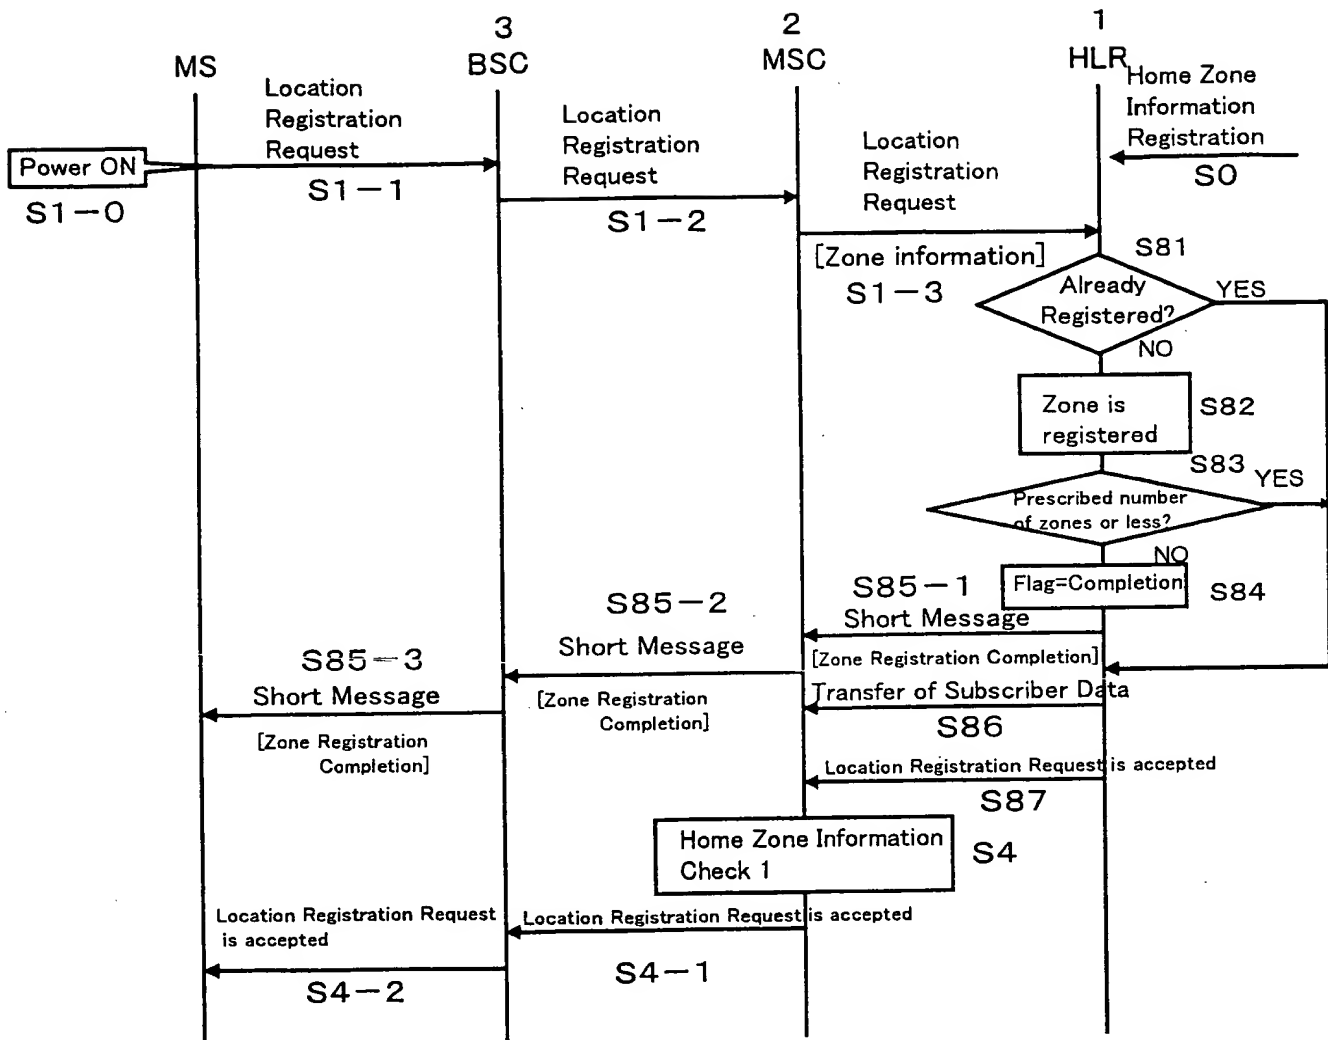 3
2
1
MS
BSC
MSC
HLR
Location
Registration
Request
Location
Registration
Request
Location
Registration
Request
Home Zone
Information
Registration
Power ON
S1-0
S1-1
S1-2
S0
[Zone information]
S1-3
S81
Already
Registered?
YES
NO
Zone is
registered
S82
S83
YES
Prescribed number
of zones or less?
NO
Flag=Completion
S84
S85-1
Short Message
[Zone Registration Completion]
S85-2
Short Message
[Zone Registration
Completion]
S85-3
Short Message
[Zone Registration
Completion]
Transfer of Subscriber Data
S86
Location Registration Request is accepted
S87
Home Zone Information
Check 1
S4
Location Registration Request is accepted
S4-1
Location Registration Request
is accepted
S4-2